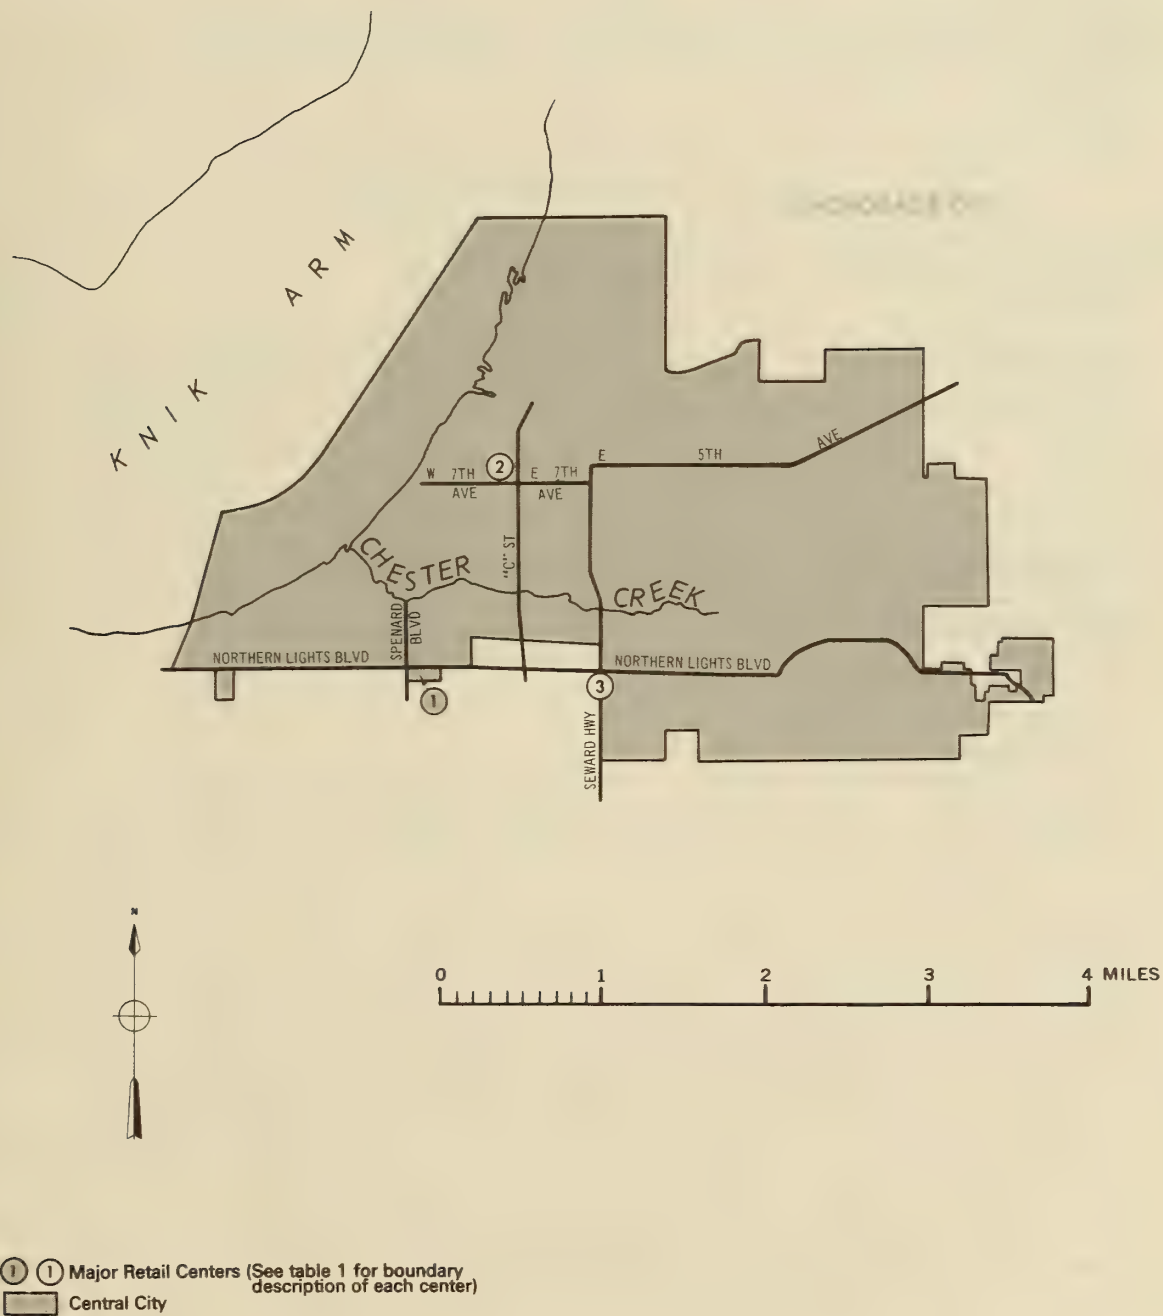 KNIK ARM
E
5TH
AVE
2
W 7TH
AVE
E 7TH
AVE
CHESTER
CREEK
"C" ST
SPENARD
BLVD
NORTHERN LIGHTS BLVD
NORTHERN LIGHTS BLVD
1
3
SEWARD HWY
N
0 1 2 3 4 MILES
1 1 Major Retail Centers (See table 1 for boundary
description of each center)
Central City